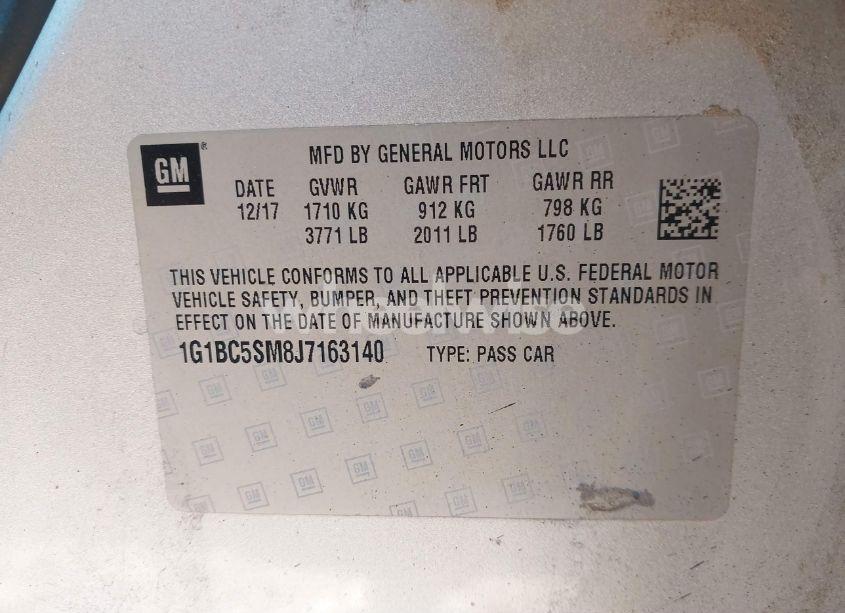 GM
MFD BY GENERAL MOTORS LLC
DATE GVWR GAWR FRT GAWR RR
12/17 1710 KG 912 KG 798 KG
3771 LB 2011 LB 1760 LB
THIS VEHICLE CONFORMS TO ALL APPLICABLE U.S. FEDERAL MOTOR
VEHICLE SAFETY, BUMPER, AND THEFT PREVENTION STANDARDS IN
EFFECT ON THE DATE OF MANUFACTURE SHOWN ABOVE.
1G1BC5SM8J7163140 TYPE: PASS CAR